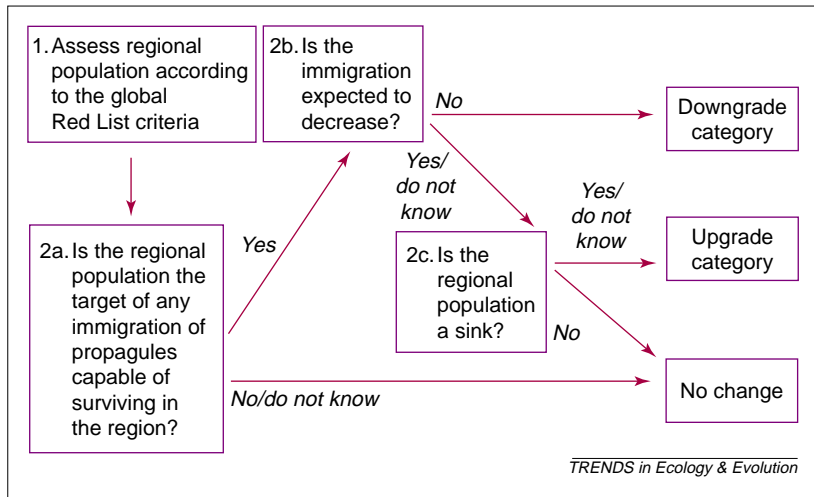 1. Assess regional
population according
to the global
Red List criteria
2b. Is the
immigration
expected to
decrease?
No
Downgrade
category
Yes/
do not
know
2a. Is the regional
population the
target of any
immigration of
propagules
capable of
surviving in
the region?
Yes
2c. Is the
regional
population
a sink?
Yes/
do not
know
Upgrade
category
No
No/do not know
No change
TRENDS in Ecology & Evolution